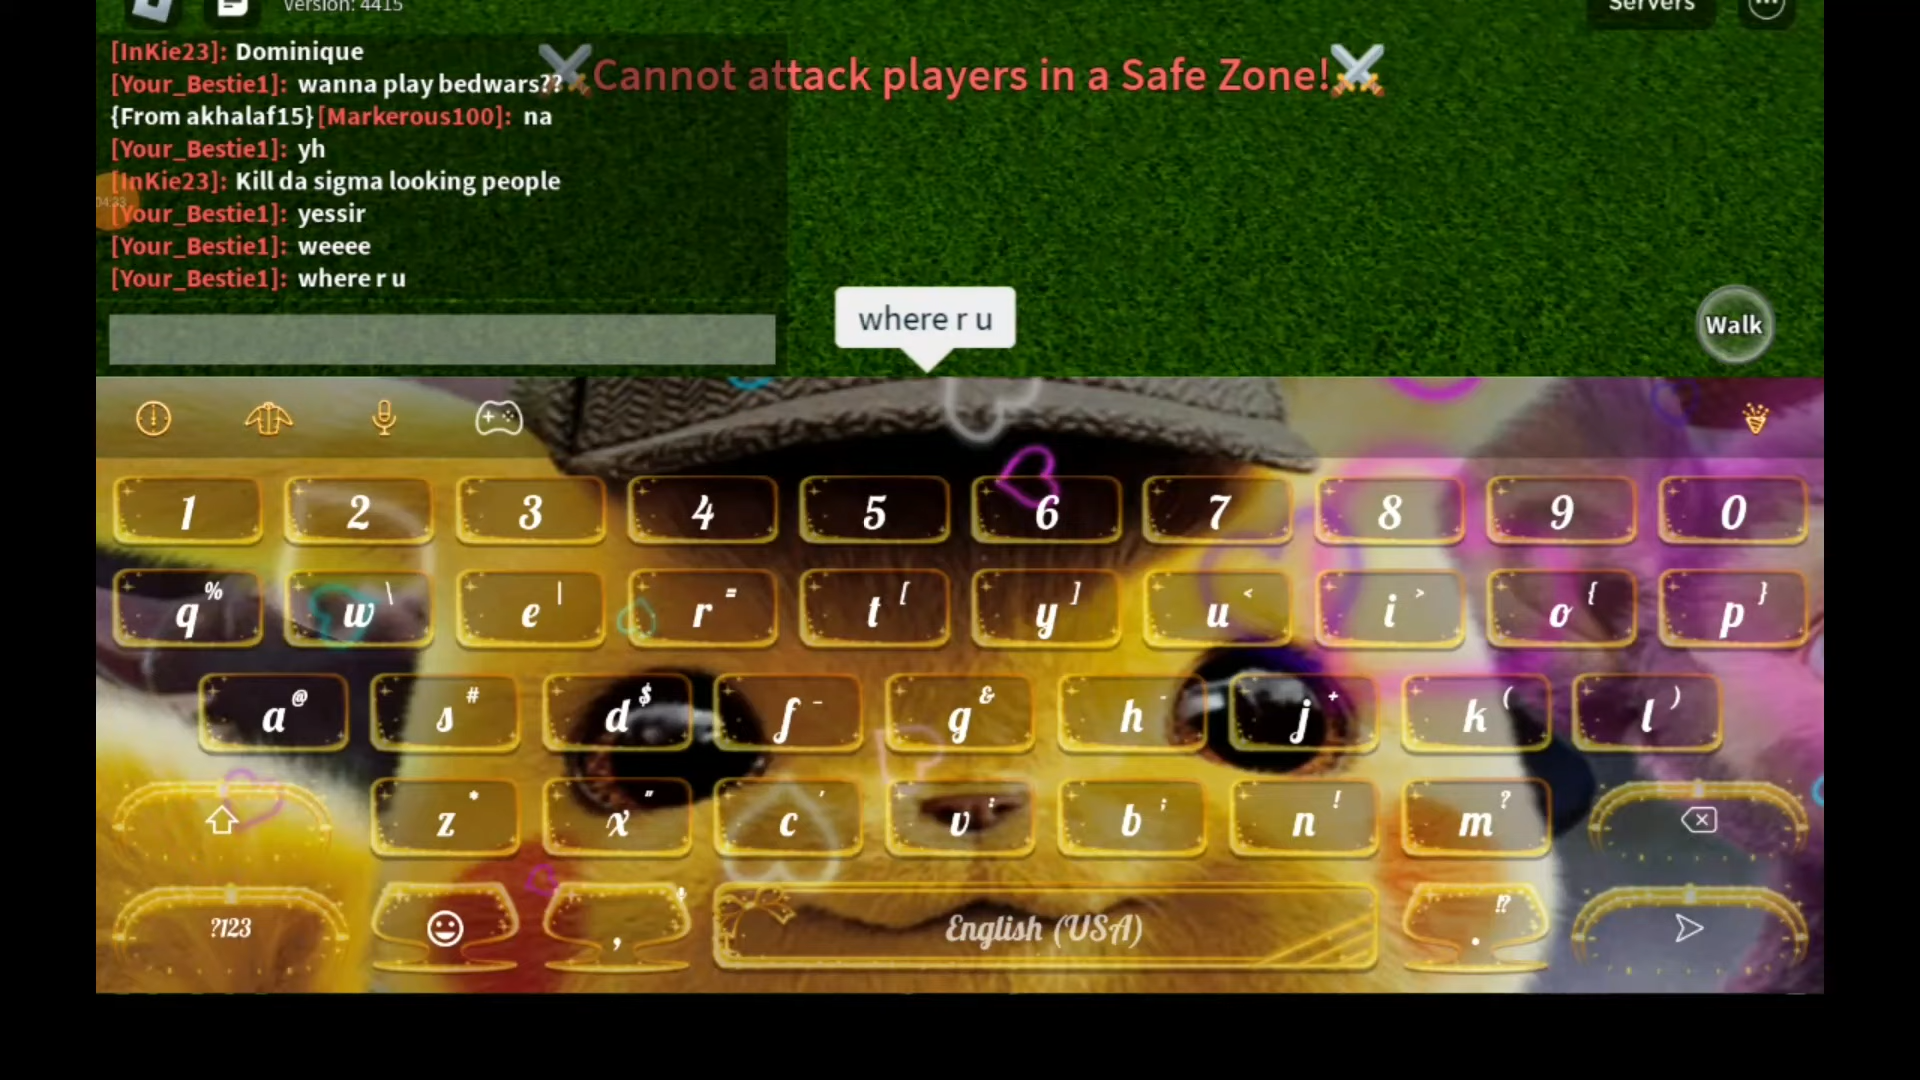 Version: 4415
Servers
[InKie23]: Dominique
[Your_Bestie1]: wanna play bedwars??
{From akhalaf15}[Markerous100]: na
[Your_Bestie1]: yh
[InKie23]: Kill da sigma looking people
[Your_Bestie1]: yessir
[Your_Bestie1]: weeee
[Your_Bestie1]: where r u
04:33
⚔Cannot attack players in a Safe Zone!⚔
where r u
Walk
1 2 3 4 5 6 7 8 9 0
q % w \ e | r = t [ y ] u < i > o { p }
a @ s # d $ f _ g & h - j + k ( l )
z * x " c ' v : b ; n ! m ?
?123 , English (USA) . !?